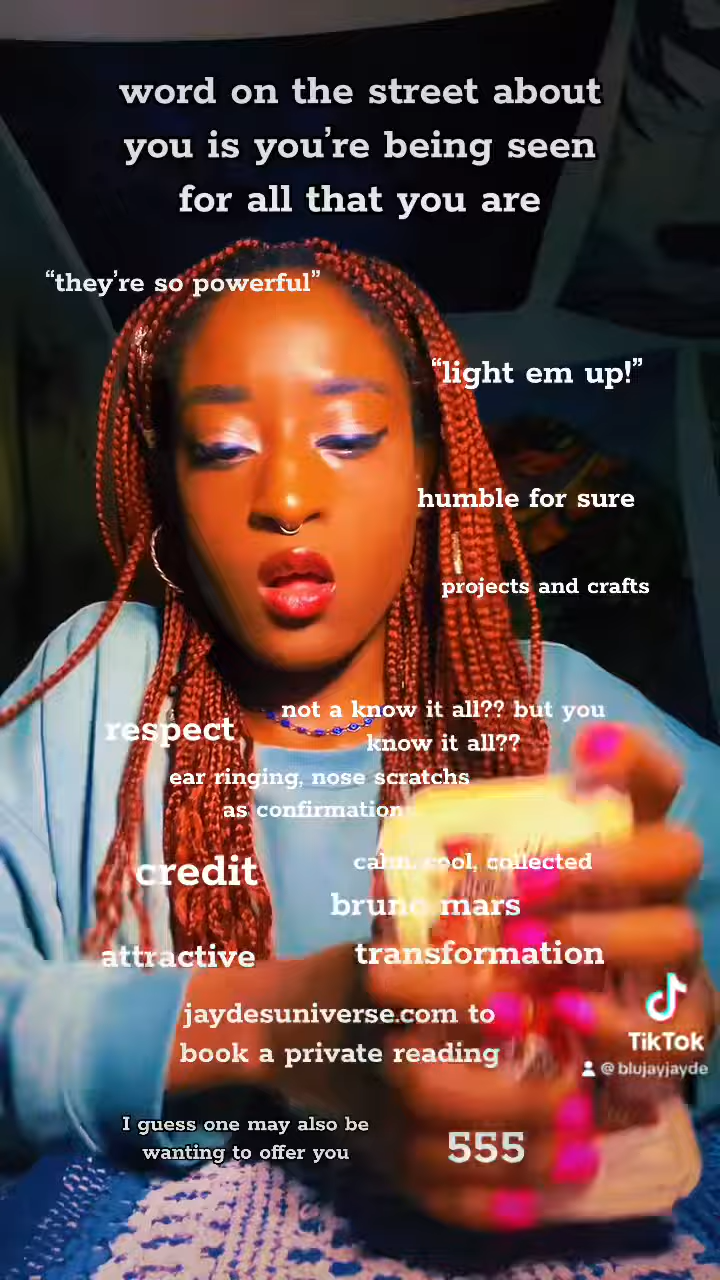 word on the street about
you is you're being seen
for all that you are
“they're so powerful”
“light em up!”
humble for sure
projects and crafts
not a know it all?? but you
know it all??
respect
ear ringing, nose scratchs
as confirmation
credit
calm, cool, collected
bruno mars
attractive
transformation
jaydesuniverse.com to
book a private reading
TikTok
@blujayjayde
I guess one may also be
wanting to offer you
555